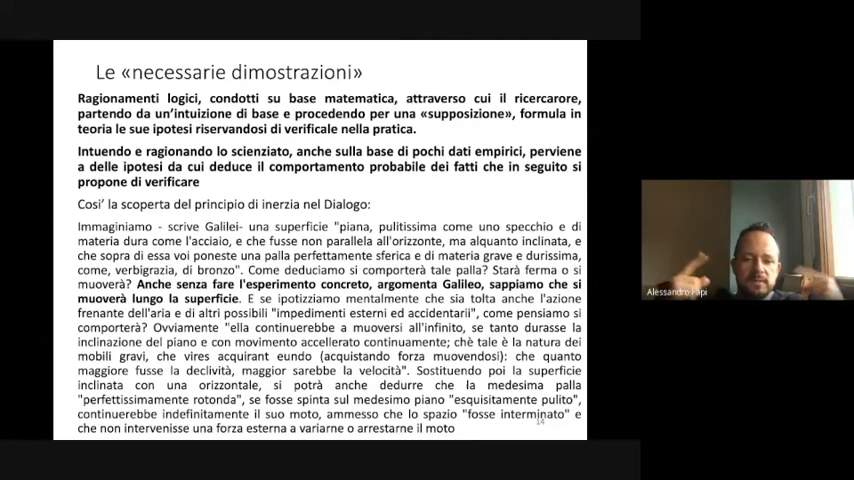 Le «necessarie dimostrazioni»
Ragionamenti logici, condotti su base matematica, attraverso cui il ricercarore,
partendo da un'intuizione di base e procedendo per una «supposizione», formula in
teoria le sue ipotesi riservandosi di verificale nella pratica.
Intuendo e ragionando lo scienziato, anche sulla base di pochi dati empirici, perviene
a delle ipotesi da cui deduce il comportamento probabile dei fatti che in seguito si
propone di verificare
Cosi' la scoperta del principio di inerzia nel Dialogo:
Immaginiamo - scrive Galilei- una superficie "piana, pulitissima come uno specchio e di
materia dura come l'acciaio, e che fusse non parallela all'orizzonte, ma alquanto inclinata, e
che sopra di essa voi poneste una palla perfettamente sferica e di materia grave e durissima,
come, verbigrazia, di bronzo". Come deduciamo si comporterà tale palla? Starà ferma o si
muoverà? Anche senza fare l'esperimento concreto, argomenta Galileo, sappiamo che si
muoverà lungo la superficie. E se ipotizziamo mentalmente che sia tolta anche l'azione
frenante dell'aria e di altri possibili "impedimenti esterni ed accidentarii", come pensiamo si
comporterà? Ovviamente "ella continuerebbe a muoversi all'infinito, se tanto durasse la
inclinazione del piano e con movimento accellerato continuamente; chè tale è la natura dei
mobili gravi, che vires acquirant eundo (acquistando forza muovendosi): che quanto
maggiore fusse la declività, maggior sarebbe la velocità". Sostituendo poi la superficie
inclinata con una orizzontale, si potrà anche dedurre che la medesima palla
"perfettissimamente rotonda", se fosse spinta sul medesimo piano "esquisitamente pulito",
continuerebbe indefinitamente il suo moto, ammesso che lo spazio "fosse interminato" e
che non intervenisse una forza esterna a variarne o arrestarne il moto
14
Alessandro Papi